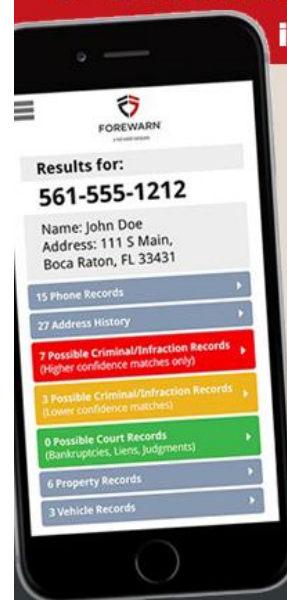 i
FOREWARN
Results for:
561-555-1212
Name: John Doe
Address: 111 S Main,
Boca Raton, FL 33431
15 Phone Records
27 Address History
7 Possible Criminal/Infraction Records
(Higher confidence matches only)
3 Possible Criminal/Infraction Records
(Lower confidence matches)
0 Possible Court Records
(Bankruptcies, Liens, Judgments)
6 Property Records
3 Vehicle Records